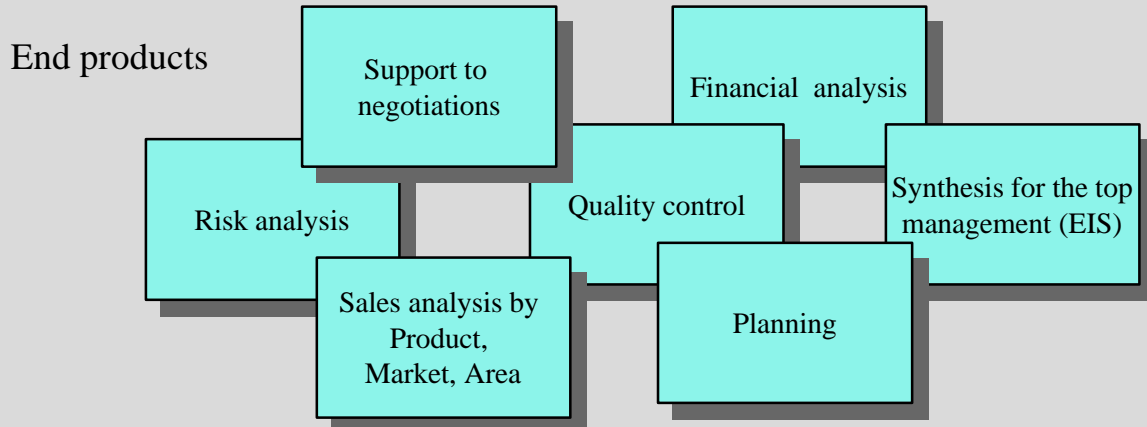 End products
Support to
negotiations
Financial analysis
Risk analysis
Quality control
Synthesis for the top
management (EIS)
Sales analysis by
Product,
Market, Area
Planning